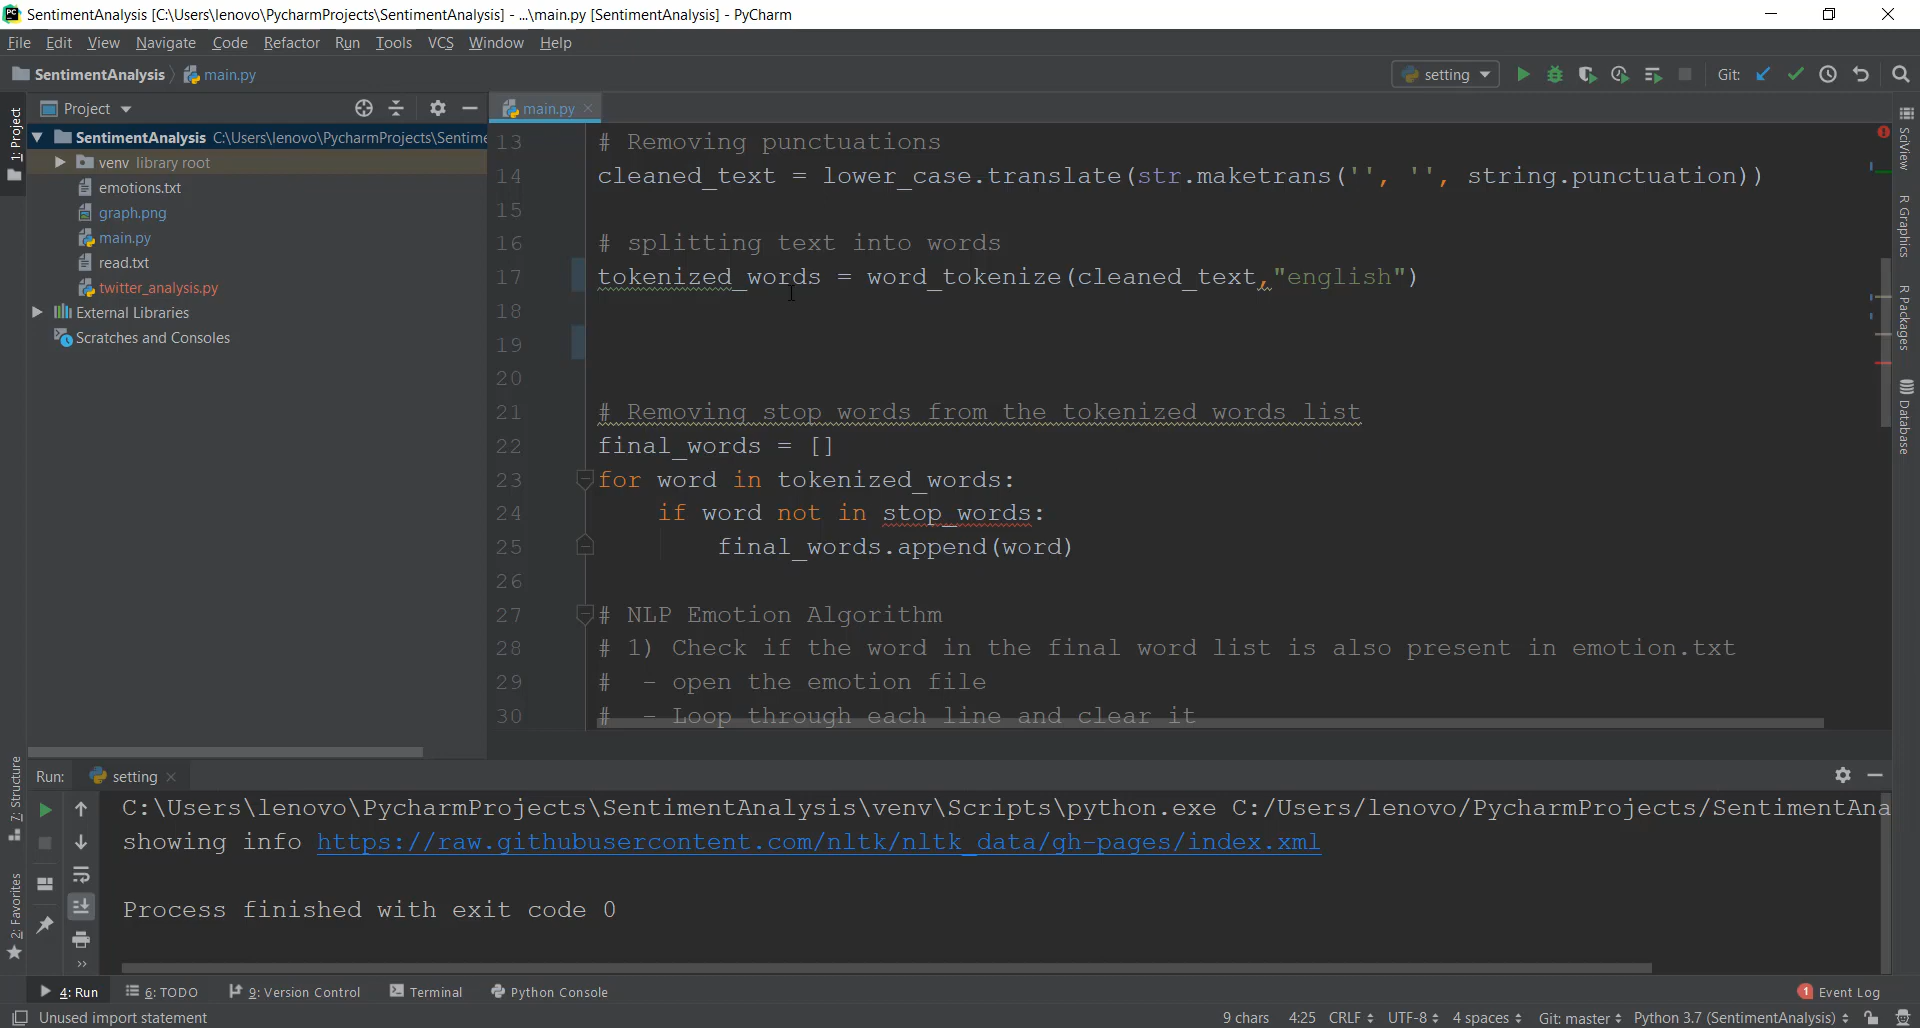 SentimentAnalysis [C:\Users\lenovo\PycharmProjects\SentimentAnalysis] - ...\main.py [SentimentAnalysis] - PyCharm
File Edit View Navigate Code Refactor Run Tools VCS Window Help
SentimentAnalysis main.py setting Git:
Project main.py
1: Project
SentimentAnalysis C:\Users\lenovo\PycharmProjects\Sentime
venv library root
emotions.txt
graph.png
main.py
read.txt
twitter_analysis.py
External Libraries
Scratches and Consoles
13 # Removing punctuations
14 cleaned_text = lower_case.translate(str.maketrans('', '', string.punctuation))
15
16 # splitting text into words
17 tokenized_words = word_tokenize(cleaned_text,"english")
18
19
20
21 # Removing stop words from the tokenized words list
22 final_words = []
23 for word in tokenized_words:
24 if word not in stop_words:
25 final_words.append(word)
26
27 # NLP Emotion Algorithm
28 # 1) Check if the word in the final word list is also present in emotion.txt
29 # - open the emotion file
30 # - Loop through each line and clear it
SciView
R Graphics
R Packages
Database
7: Structure
2: Favorites
Run: setting
C:\Users\lenovo\PycharmProjects\SentimentAnalysis\venv\Scripts\python.exe C:/Users/lenovo/PycharmProjects/SentimentAna
showing info https://raw.githubusercontent.com/nltk/nltk_data/gh-pages/index.xml
Process finished with exit code 0
4: Run 6: TODO 9: Version Control Terminal Python Console 1 Event Log
Unused import statement 9 chars 4:25 CRLF UTF-8 4 spaces Git: master Python 3.7 (SentimentAnalysis)